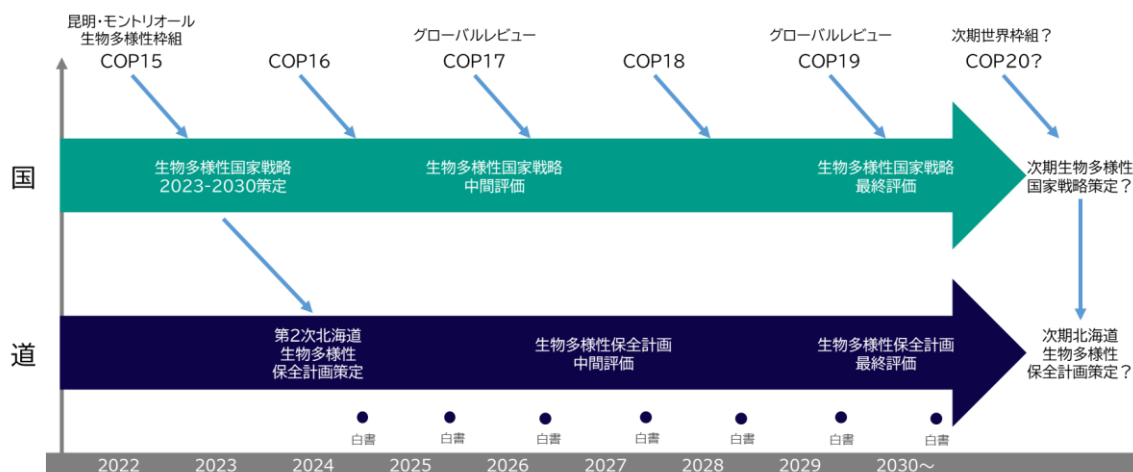 昆明・モントリオール
生物多様性枠組
COP15
COP16
グローバルレビュー
COP17
COP18
グローバルレビュー
COP19
次期世界枠組？
COP20?
国
生物多様性国家戦略
2023-2030策定
生物多様性国家戦略
中間評価
生物多様性国家戦略
最終評価
次期生物多様性
国家戦略策定？
道
第2次北海道
生物多様性
保全計画策定
生物多様性保全計画
中間評価
生物多様性保全計画
最終評価
次期北海道
生物多様性
保全計画策定？
白書
白書
白書
白書
白書
白書
白書
2022
2023
2024
2025
2026
2027
2028
2029
2030～